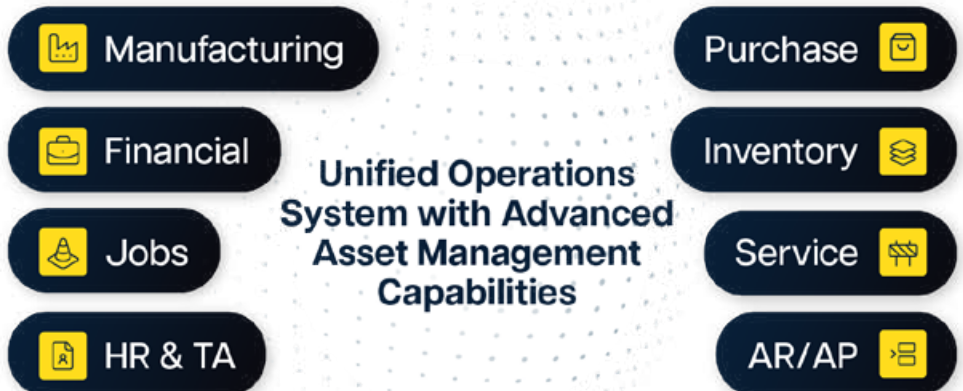 Manufacturing
Financial
Jobs
HR & TA
Unified Operations
System with Advanced
Asset Management
Capabilities
Purchase
Inventory
Service
AR/AP